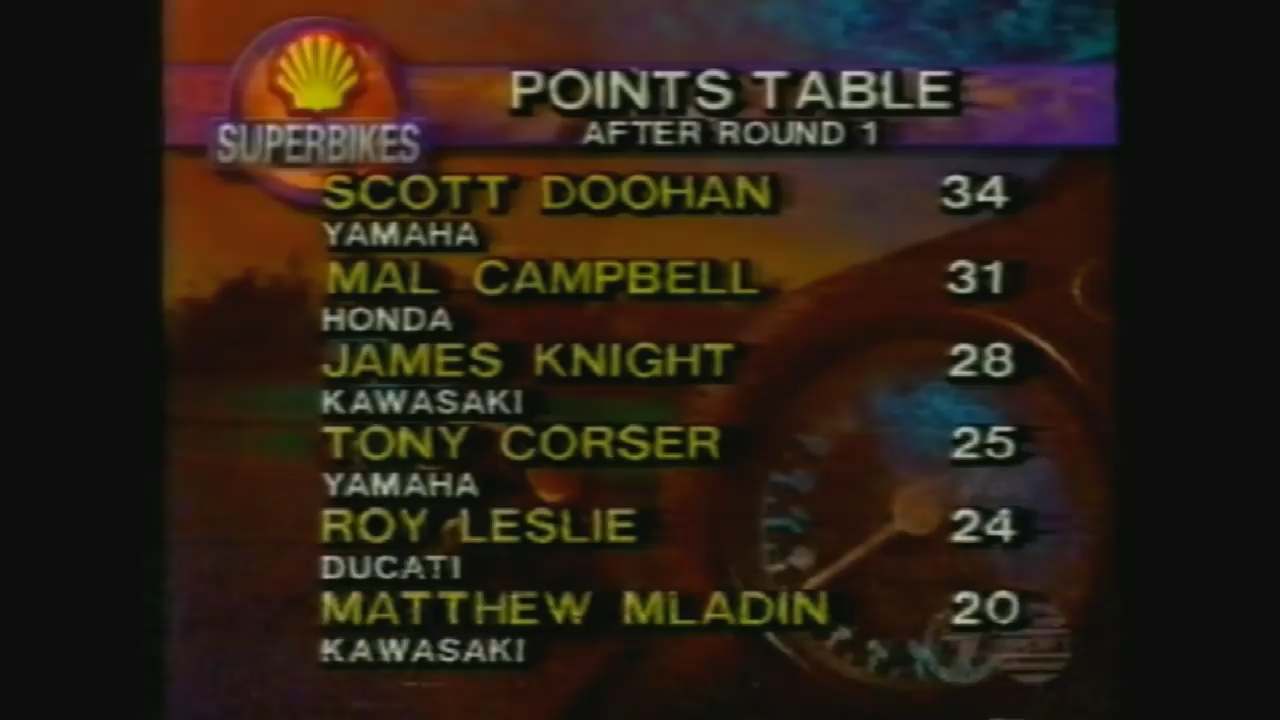 SUPERBIKES
POINTS TABLE
AFTER ROUND 1
SCOTT DOOHAN 34
YAMAHA
MAL CAMPBELL 31
HONDA
JAMES KNIGHT 28
KAWASAKI
TONY CORSER 25
YAMAHA
ROY LESLIE 24
DUCATI
MATTHEW MLADIN 20
KAWASAKI